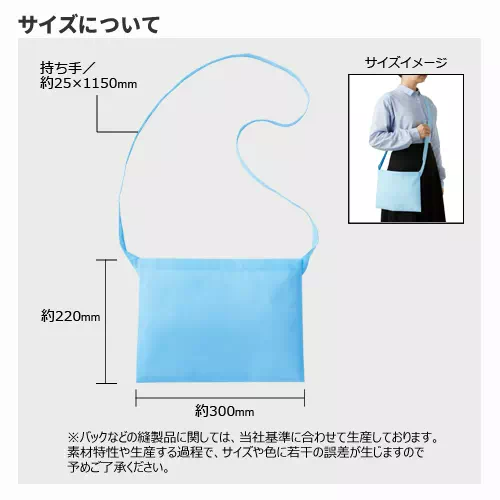 サイズについて
持ち手／
約25×1150mm
サイズイメージ
約220mm
約300mm
※バックなどの縫製品に関しては、当社基準に合わせて生産しております。
素材特性や生産する過程で、サイズや色に若干の誤差が生じますので
予めご了承ください。